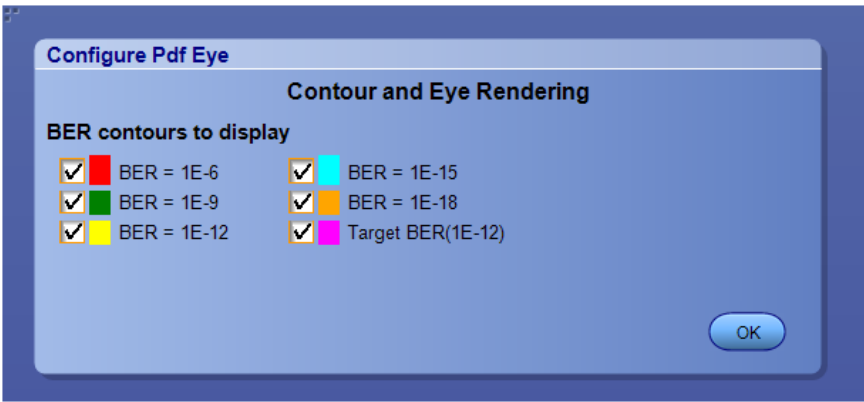 Configure Pdf Eye
Contour and Eye Rendering
BER contours to display
BER = 1E-6 BER = 1E-15
BER = 1E-9 BER = 1E-18
BER = 1E-12 Target BER(1E-12)
OK